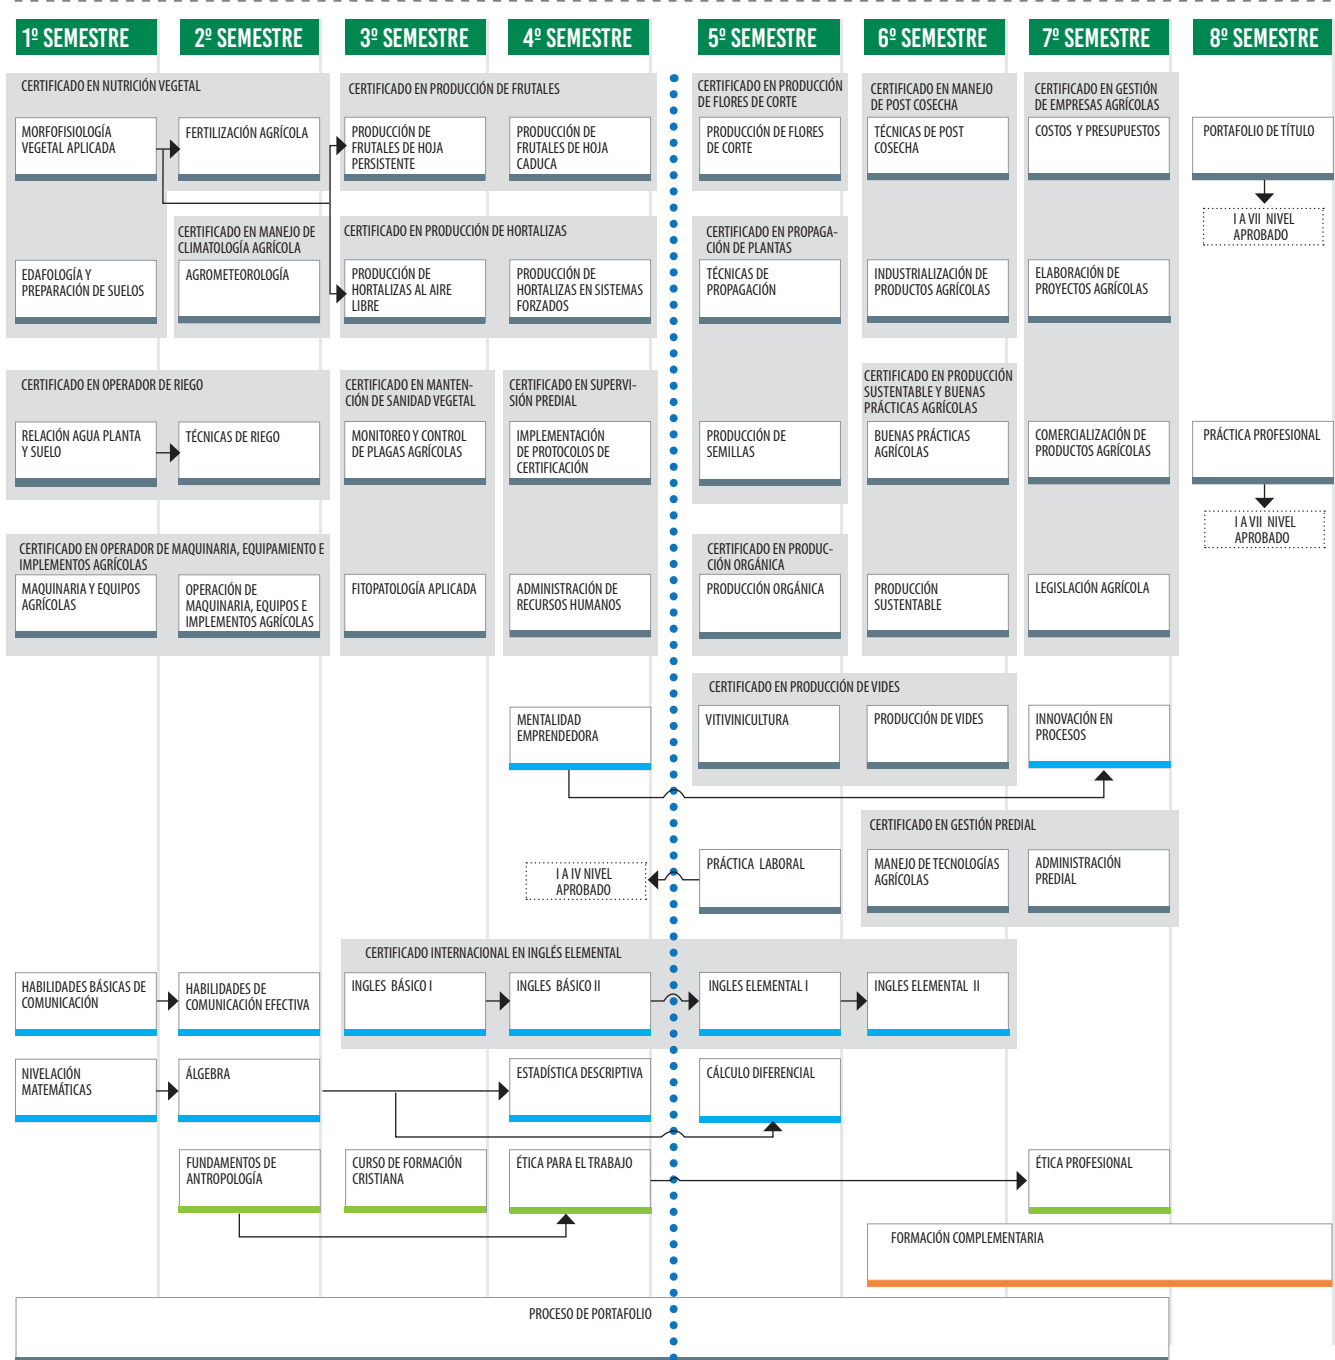 1º SEMESTRE
2º SEMESTRE
3º SEMESTRE
4º SEMESTRE
5º SEMESTRE
6º SEMESTRE
7º SEMESTRE
8º SEMESTRE
CERTIFICADO EN NUTRICIÓN VEGETAL
CERTIFICADO EN PRODUCCIÓN DE FRUTALES
CERTIFICADO EN PRODUCCIÓN
DE FLORES DE CORTE
CERTIFICADO EN MANEJO
DE POST COSECHA
CERTIFICADO EN GESTIÓN
DE EMPRESAS AGRÍCOLAS
MORFOFISIOLOGÍA
VEGETAL APLICADA
FERTILIZACIÓN AGRÍCOLA
PRODUCCIÓN DE
FRUTALES DE HOJA
PERSISTENTE
PRODUCCIÓN DE
FRUTALES DE HOJA
CADUCA
PRODUCCIÓN DE FLORES
DE CORTE
TÉCNICAS DE POST
COSECHA
COSTOS Y PRESUPUESTOS
PORTAFOLIO DE TÍTULO
I A VII NIVEL
APROBADO
CERTIFICADO EN MANEJO DE
CLIMATOLOGÍA AGRÍCOLA
CERTIFICADO EN PRODUCCIÓN DE HORTALIZAS
CERTIFICADO EN PROPAGA-
CIÓN DE PLANTAS
EDAFOLOGÍA Y
PREPARACIÓN DE SUELOS
AGROMETEOROLOGÍA
PRODUCCIÓN DE
HORTALIZAS AL AIRE
LIBRE
PRODUCCIÓN DE
HORTALIZAS EN SISTEMAS
FORZADOS
TÉCNICAS DE
PROPAGACIÓN
INDUSTRIALIZACIÓN DE
PRODUCTOS AGRÍCOLAS
ELABORACIÓN DE
PROYECTOS AGRÍCOLAS
CERTIFICADO EN OPERADOR DE RIEGO
CERTIFICADO EN MANTEN-
CIÓN DE SANIDAD VEGETAL
CERTIFICADO EN SUPERVI-
SIÓN PREDIAL
CERTIFICADO EN PRODUCCIÓN
SUSTENTABLE Y BUENAS
PRÁCTICAS AGRÍCOLAS
RELACIÓN AGUA PLANTA
Y SUELO
TÉCNICAS DE RIEGO
MONITOREO Y CONTROL
DE PLAGAS AGRÍCOLAS
IMPLEMENTACIÓN
DE PROTOCOLOS DE
CERTIFICACIÓN
PRODUCCIÓN DE
SEMILLAS
BUENAS PRÁCTICAS
AGRÍCOLAS
COMERCIALIZACIÓN DE
PRODUCTOS AGRÍCOLAS
PRÁCTICA PROFESIONAL
I A VII NIVEL
APROBADO
CERTIFICADO EN OPERADOR DE MAQUINARIA, EQUIPAMIENTO E
IMPLEMENTOS AGRÍCOLAS
CERTIFICADO EN PRODUC-
CIÓN ORGÁNICA
MAQUINARIA Y EQUIPOS
AGRÍCOLAS
OPERACIÓN DE
MAQUINARIA, EQUIPOS E
IMPLEMENTOS AGRÍCOLAS
FITOPATOLOGÍA APLICADA
ADMINISTRACIÓN DE
RECURSOS HUMANOS
PRODUCCIÓN ORGÁNICA
PRODUCCIÓN
SUSTENTABLE
LEGISLACIÓN AGRÍCOLA
CERTIFICADO EN PRODUCCIÓN DE VIDES
MENTALIDAD
EMPRENDEDORA
VITIVINICULTURA
PRODUCCIÓN DE VIDES
INNOVACIÓN EN
PROCESOS
CERTIFICADO EN GESTIÓN PREDIAL
I A IV NIVEL
APROBADO
PRÁCTICA LABORAL
MANEJO DE TECNOLOGÍAS
AGRÍCOLAS
ADMINISTRACIÓN
PREDIAL
CERTIFICADO INTERNACIONAL EN INGLÉS ELEMENTAL
HABILIDADES BÁSICAS DE
COMUNICACIÓN
HABILIDADES DE
COMUNICACIÓN EFECTIVA
INGLES BÁSICO I
INGLES BÁSICO II
INGLES ELEMENTAL I
INGLES ELEMENTAL II
NIVELACIÓN
MATEMÁTICAS
ÁLGEBRA
ESTADÍSTICA DESCRIPTIVA
CÁLCULO DIFERENCIAL
FUNDAMENTOS DE
ANTROPOLOGÍA
CURSO DE FORMACIÓN
CRISTIANA
ÉTICA PARA EL TRABAJO
ÉTICA PROFESIONAL
FORMACIÓN COMPLEMENTARIA
PROCESO DE PORTAFOLIO